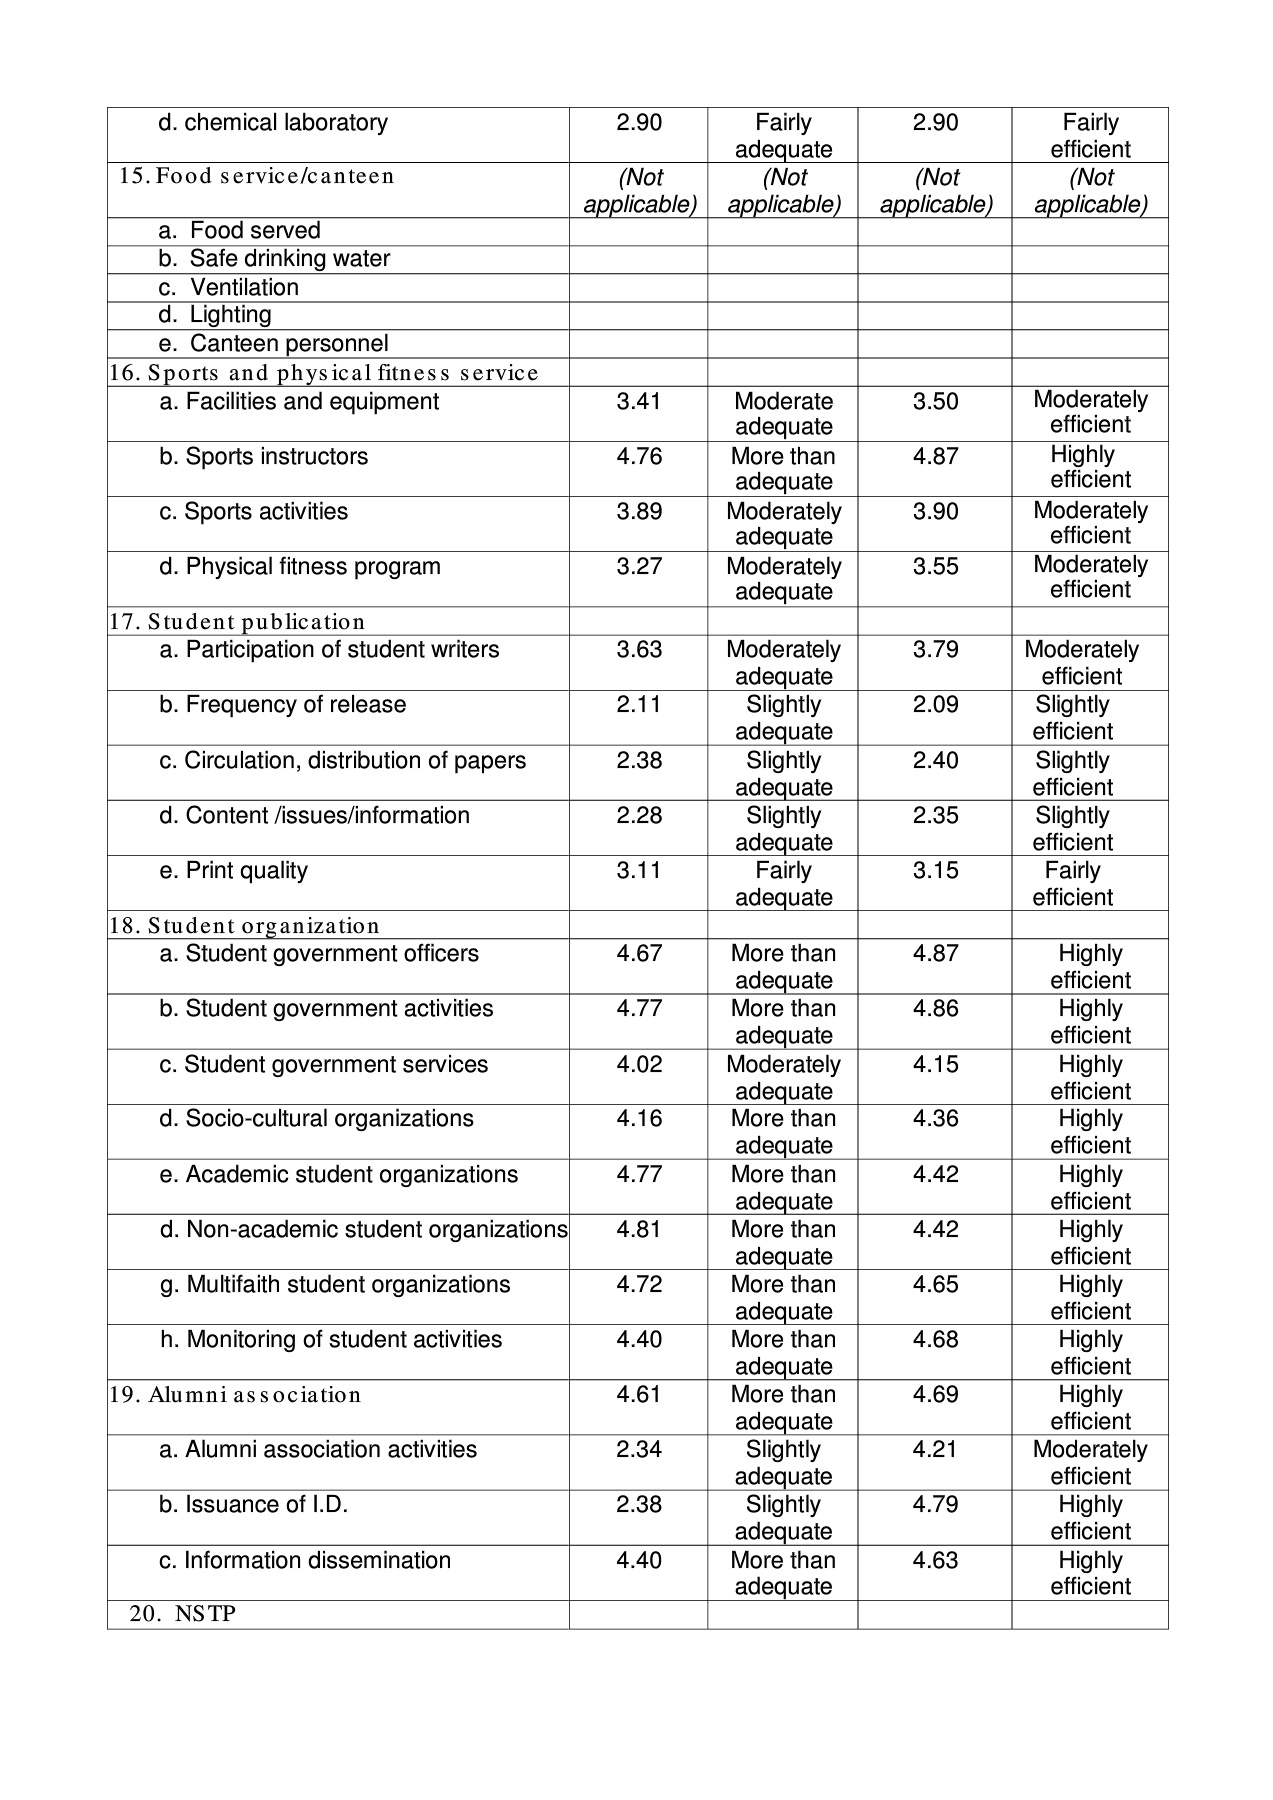 d. chemical laboratory 2.90 Fairly 2.90 Fairly
adequate efficient
15. Food service/canteen (Not (Not (Not (Not
applicable) applicable) applicable) applicable)
a. Food served
b. Safe drinking water
c. Ventilation
d. Lighting
e. Canteen personnel
16. Sports and physical fitness service
a. Facilities and equipment 3.41 Moderate 3.50 Moderately
adequate efficient
b. Sports instructors 4.76 More than 4.87 Highly
adequate efficient
c. Sports activities 3.89 Moderately 3.90 Moderately
adequate efficient
d. Physical fitness program 3.27 Moderately 3.55 Moderately
adequate efficient
17. Student publication
a. Participation of student writers 3.63 Moderately 3.79 Moderately
adequate efficient
b. Frequency of release 2.11 Slightly 2.09 Slightly
adequate efficient
c. Circulation, distribution of papers 2.38 Slightly 2.40 Slightly
adequate efficient
d. Content /issues/information 2.28 Slightly 2.35 Slightly
adequate efficient
e. Print quality 3.11 Fairly 3.15 Fairly
adequate efficient
18. Student organization
a. Student government officers 4.67 More than 4.87 Highly
adequate efficient
b. Student government activities 4.77 More than 4.86 Highly
adequate efficient
c. Student government services 4.02 Moderately 4.15 Highly
adequate efficient
d. Socio-cultural organizations 4.16 More than 4.36 Highly
adequate efficient
e. Academic student organizations 4.77 More than 4.42 Highly
adequate efficient
d. Non-academic student organizations 4.81 More than 4.42 Highly
adequate efficient
g. Multifaith student organizations 4.72 More than 4.65 Highly
adequate efficient
h. Monitoring of student activities 4.40 More than 4.68 Highly
adequate efficient
19. Alumni association 4.61 More than 4.69 Highly
adequate efficient
a. Alumni association activities 2.34 Slightly 4.21 Moderately
adequate efficient
b. Issuance of I.D. 2.38 Slightly 4.79 Highly
adequate efficient
c. Information dissemination 4.40 More than 4.63 Highly
adequate efficient
20. NSTP